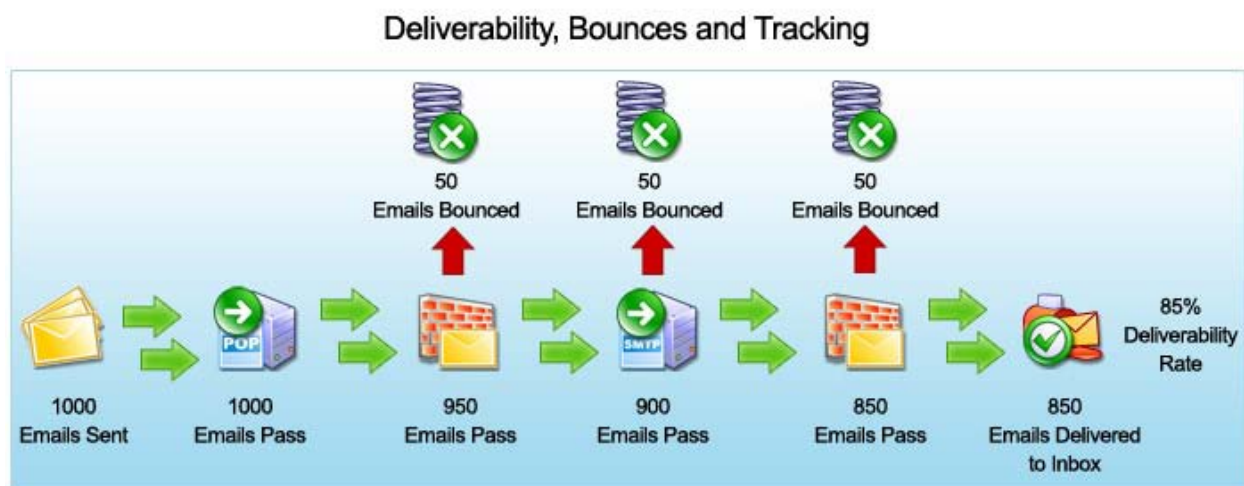 Deliverability, Bounces and Tracking
50
Emails Bounced
50
Emails Bounced
50
Emails Bounced
POP
SMTP
85%
Deliverability
Rate
1000
Emails Sent
1000
Emails Pass
950
Emails Pass
900
Emails Pass
850
Emails Pass
850
Emails Delivered
to Inbox